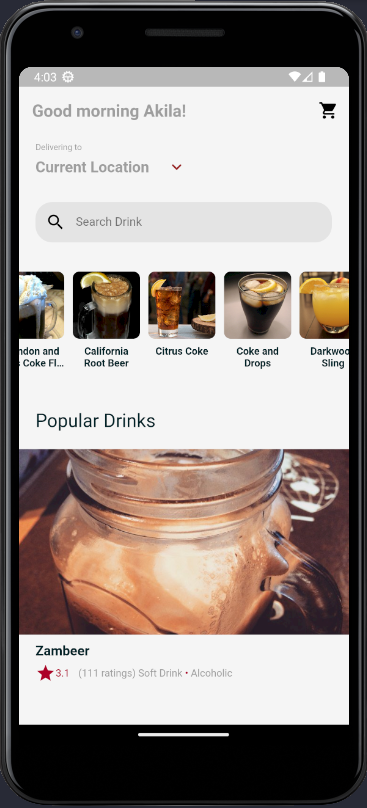 4:03
Good morning Akila!
Delivering to
Current Location
Search Drink
ndon and
s Coke Fl...
California
Root Beer
Citrus Coke
Coke and
Drops
Darkwoo
Sling
Popular Drinks
Zambeer
3.1 (111 ratings) Soft Drink • Alcoholic